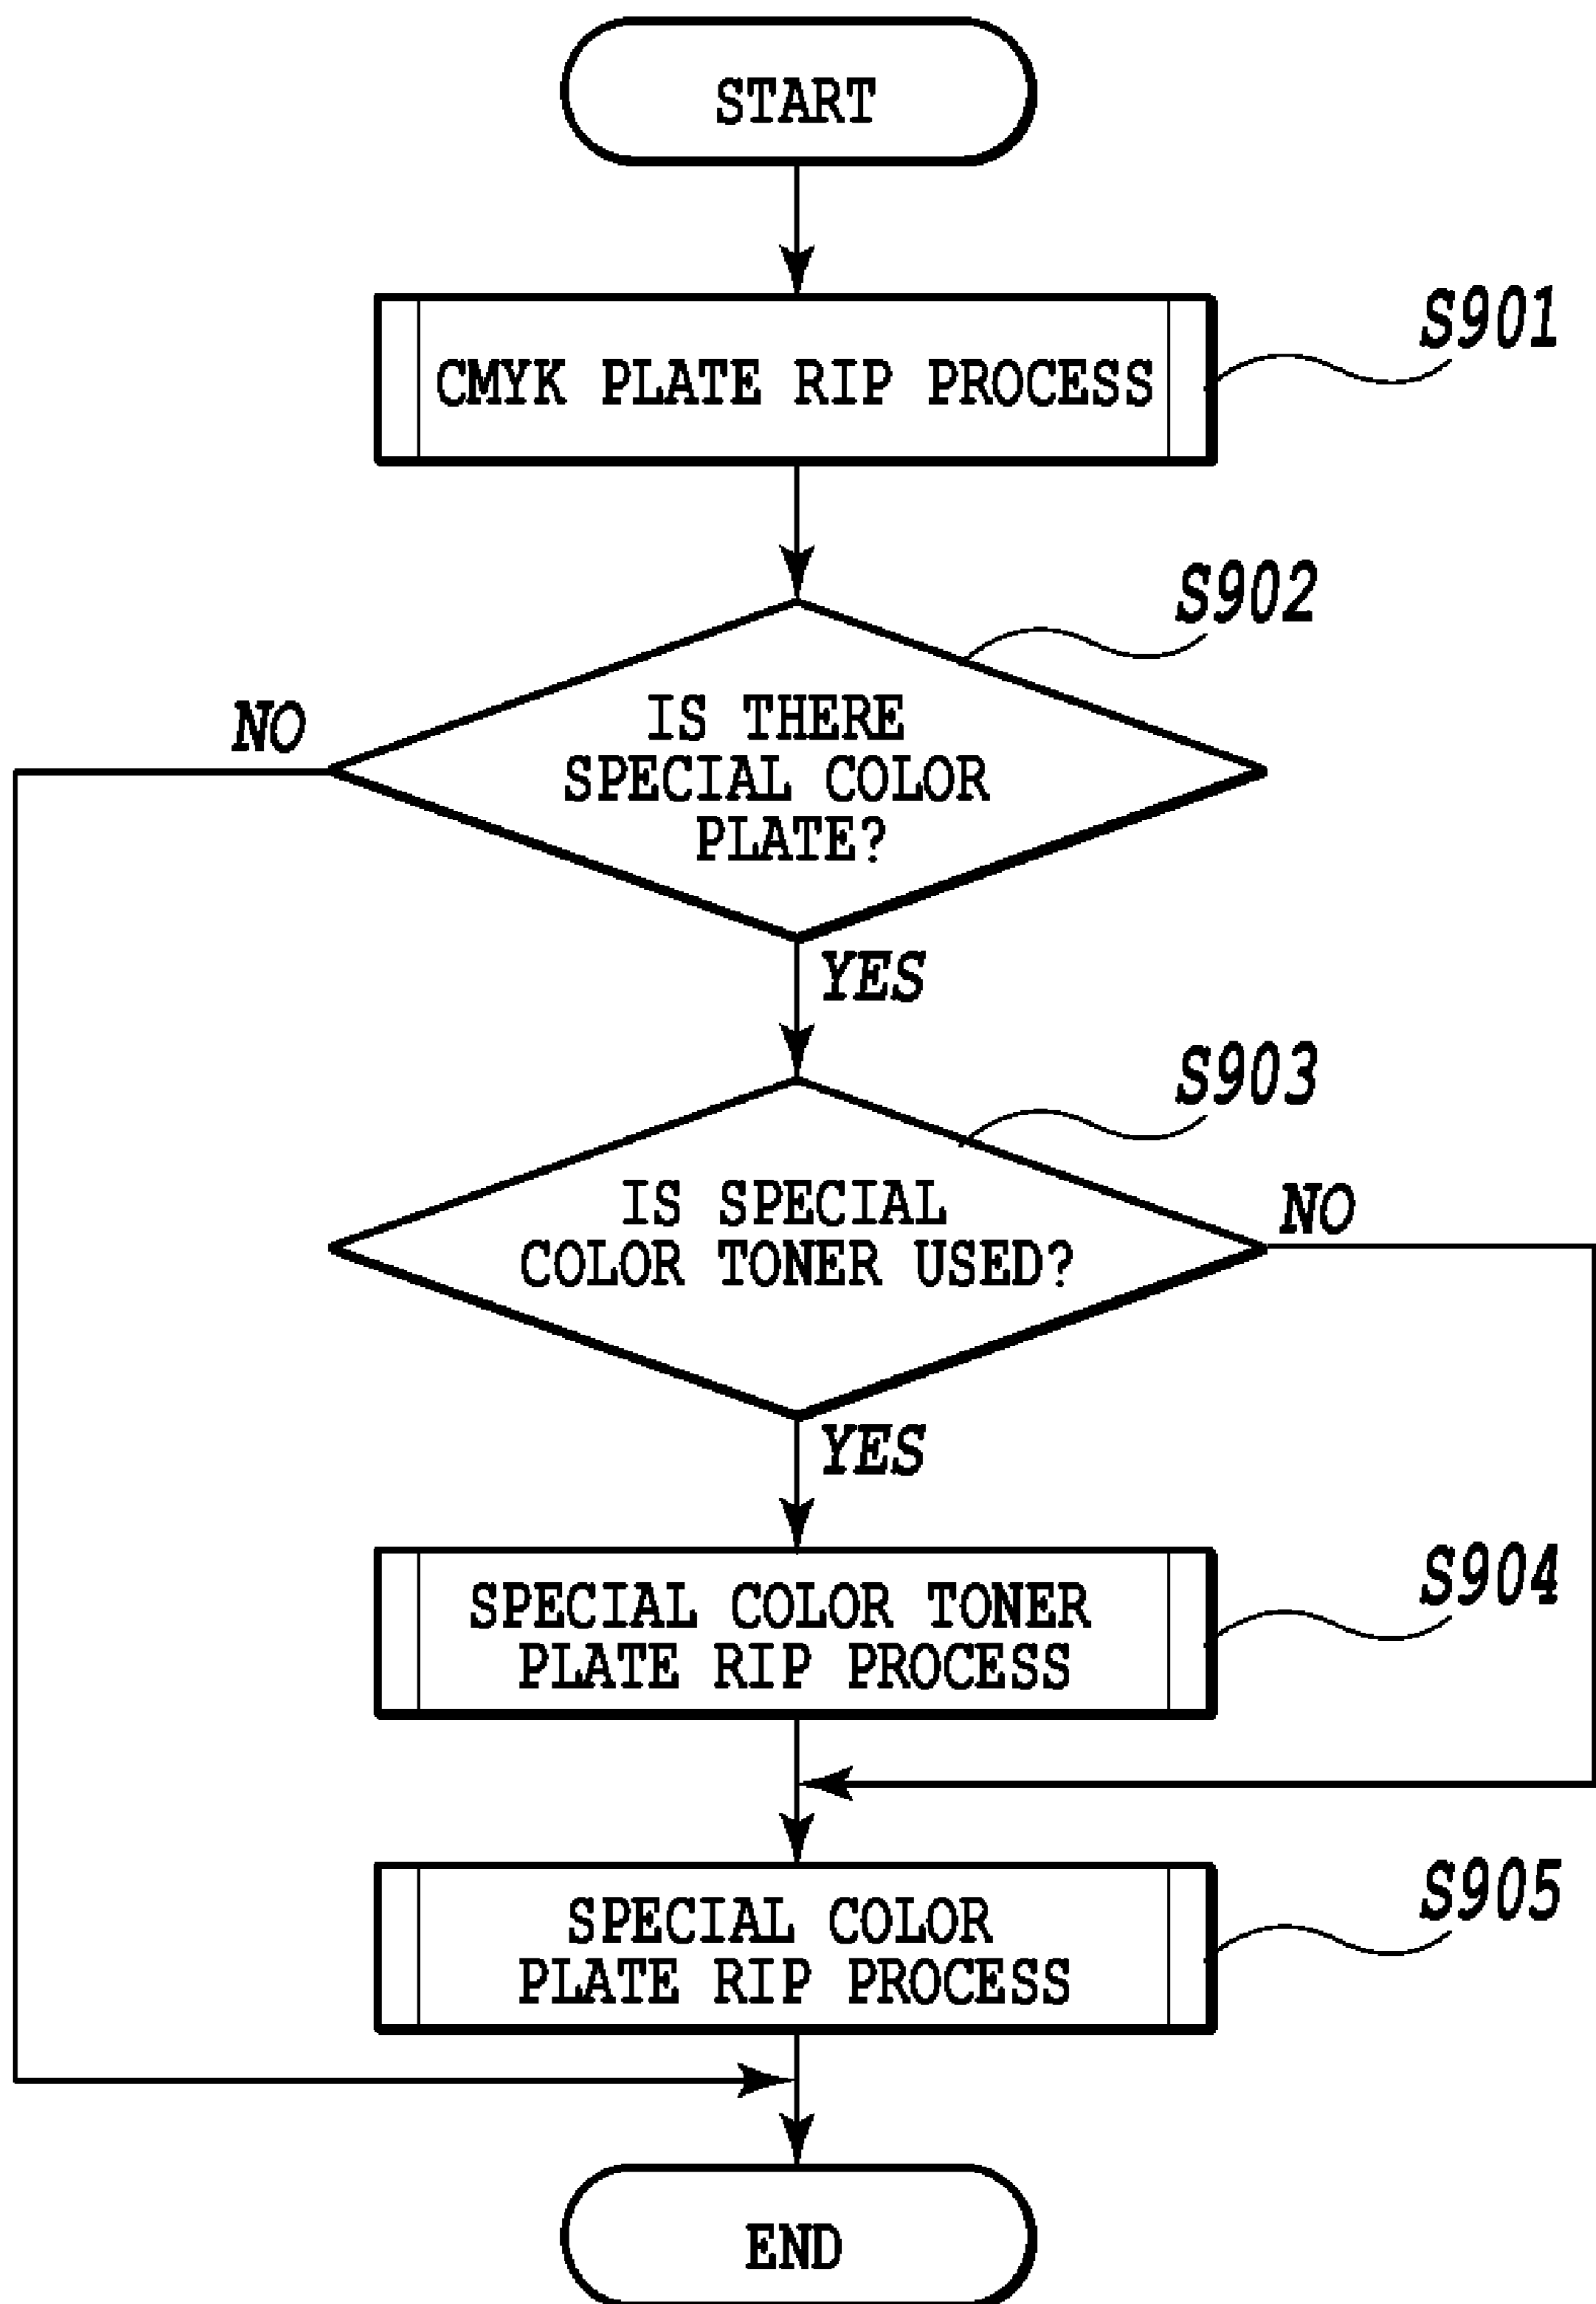 START
CMYK PLATE RIP PROCESS
S901
S902
IS THERE
SPECIAL COLOR
PLATE?
NO
YES
S903
IS SPECIAL
COLOR TONER USED?
NO
YES
SPECIAL COLOR TONER
PLATE RIP PROCESS
S904
SPECIAL COLOR
PLATE RIP PROCESS
S905
END